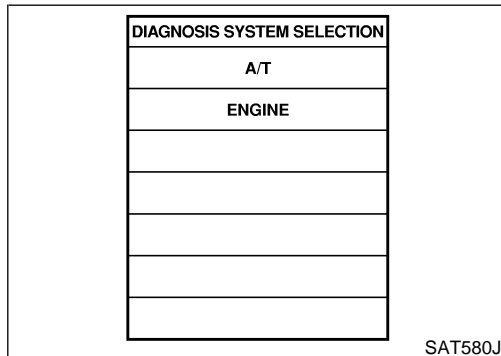 DIAGNOSIS SYSTEM SELECTION
A/T
ENGINE
SAT580J